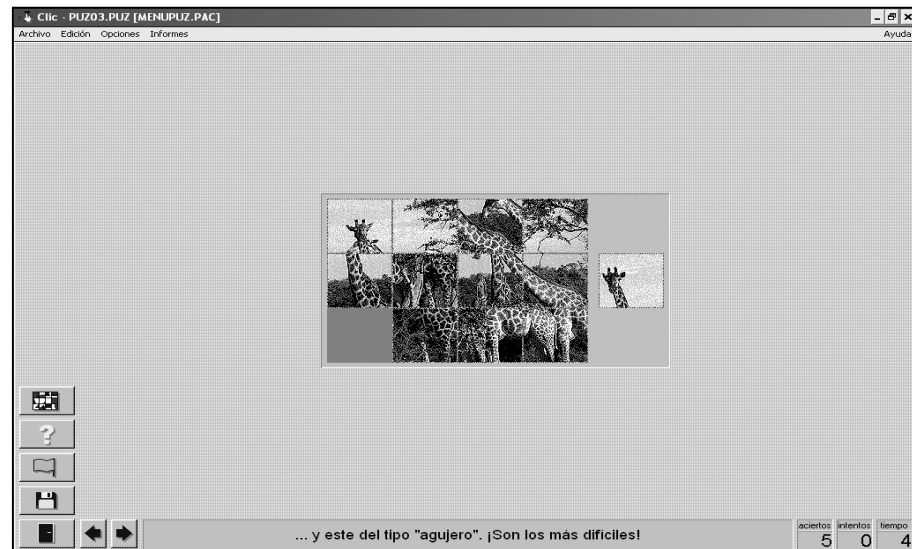 Clic - PUZ03.PUZ [MENUPUZ.PAC]
Archivo Edición Opciones Informes Ayuda
... y este del tipo "agujero". ¡Son los más difíciles!
aciertos intentos tiempo
5 0 4